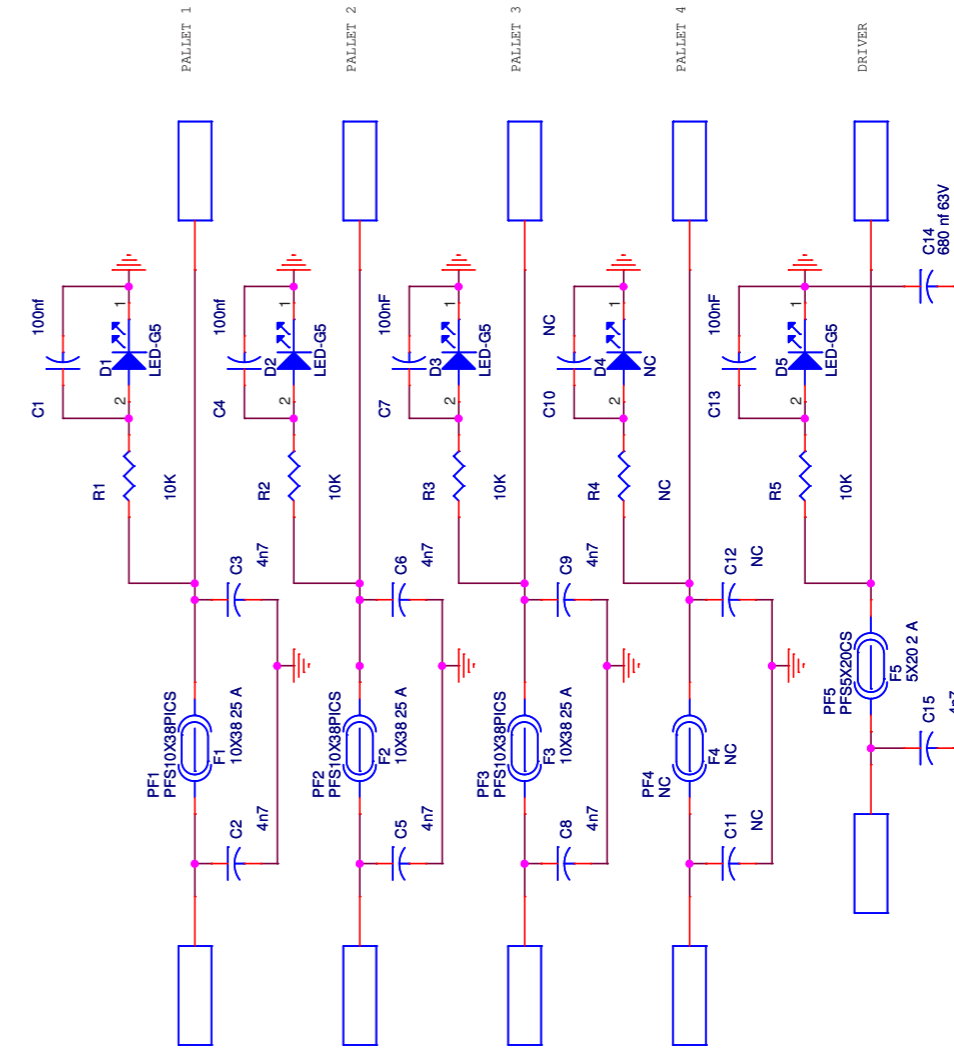 PALLET 1
PALLET 2
PALLET 3
PALLET 4
DRIVER
C1
100nf
D1
LED-G5
1
2
R1
10K
C3
4n7
PF1
PFS10X38PICS
F1
10X38 25 A
C2
4n7
C4
100nf
D2
LED-G5
1
2
R2
10K
C6
4n7
PF2
PFS10X38PICS
F2
10X38 25 A
C5
4n7
C7
100nF
D3
LED-G5
1
2
R3
10K
C9
4n7
PF3
PFS10X38PICS
F3
10X38 25 A
C8
4n7
C10
NC
D4
NC
1
2
R4
NC
C12
NC
PF4
NC
F4
NC
C11
NC
C13
100nF
D5
LED-G5
1
2
R5
10K
C14
680 nf 63V
PF5
PFS5X20CS
F5
5X20 2 A
C15
4n7